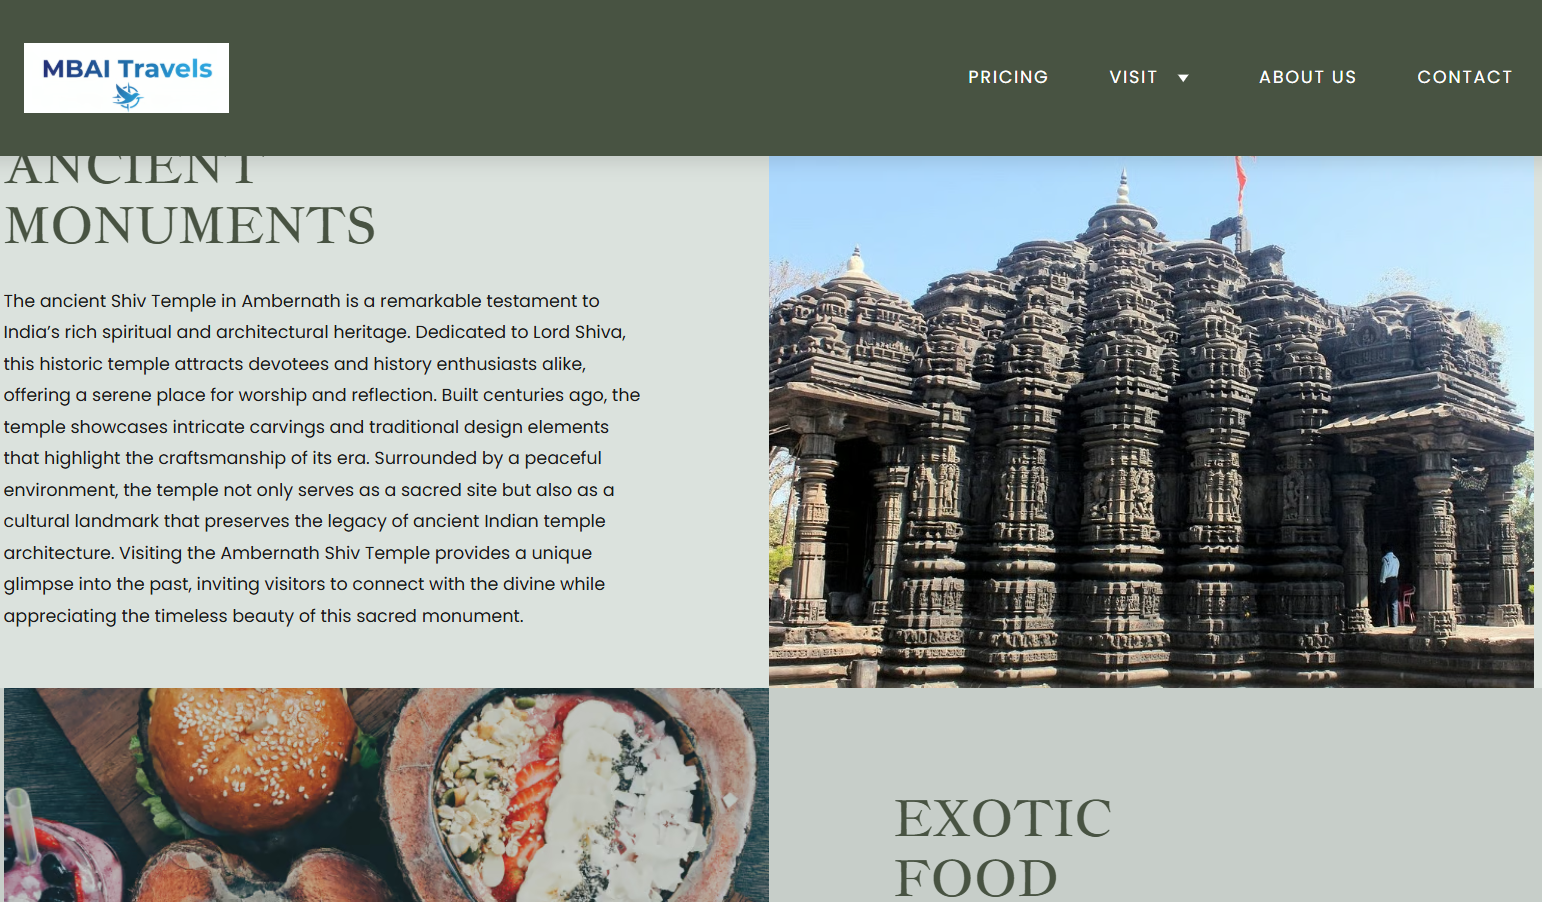 MBAI Travels
PRICING VISIT ABOUT US CONTACT
ANCIENT
MONUMENTS
The ancient Shiv Temple in Ambernath is a remarkable testament to
India’s rich spiritual and architectural heritage. Dedicated to Lord Shiva,
this historic temple attracts devotees and history enthusiasts alike,
offering a serene place for worship and reflection. Built centuries ago, the
temple showcases intricate carvings and traditional design elements
that highlight the craftsmanship of its era. Surrounded by a peaceful
environment, the temple not only serves as a sacred site but also as a
cultural landmark that preserves the legacy of ancient Indian temple
architecture. Visiting the Ambernath Shiv Temple provides a unique
glimpse into the past, inviting visitors to connect with the divine while
appreciating the timeless beauty of this sacred monument.
EXOTIC
FOOD